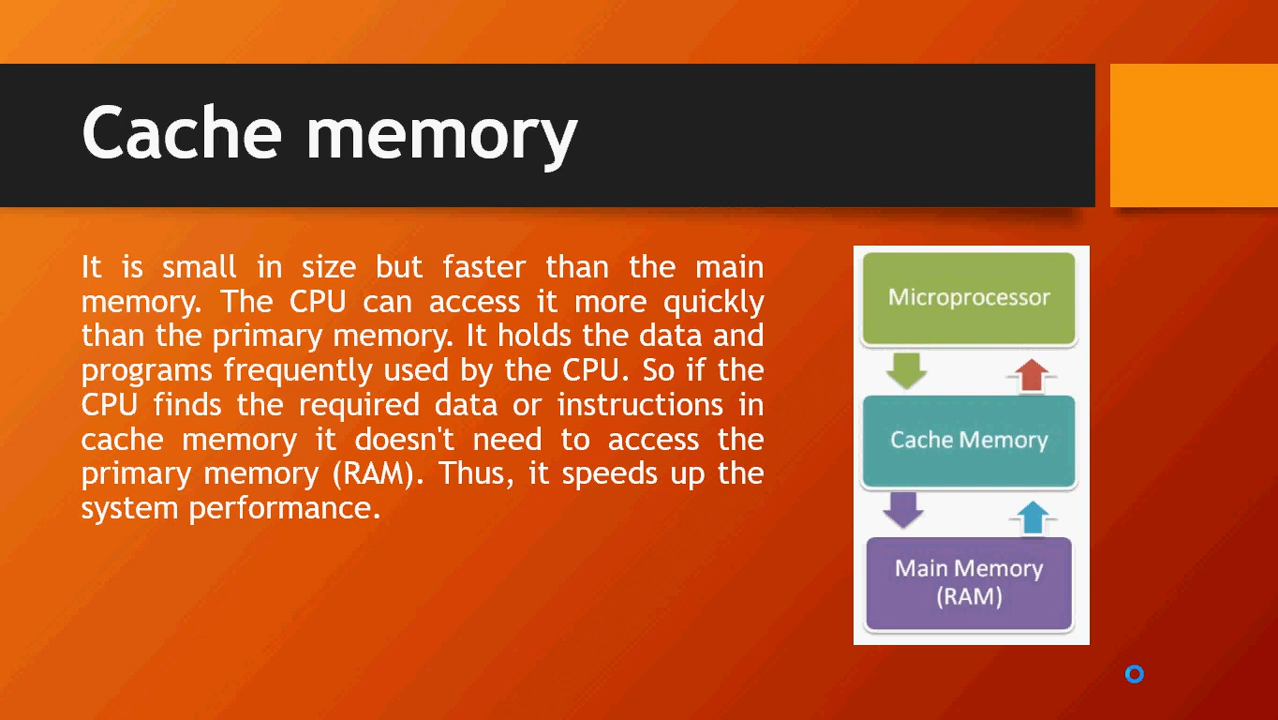 Cache memory
It is small in size but faster than the main
memory. The CPU can access it more quickly
than the primary memory. It holds the data and
programs frequently used by the CPU. So if the
CPU finds the required data or instructions in
cache memory it doesn't need to access the
primary memory (RAM). Thus, it speeds up the
system performance.
Microprocessor
Cache Memory
Main Memory
(RAM)